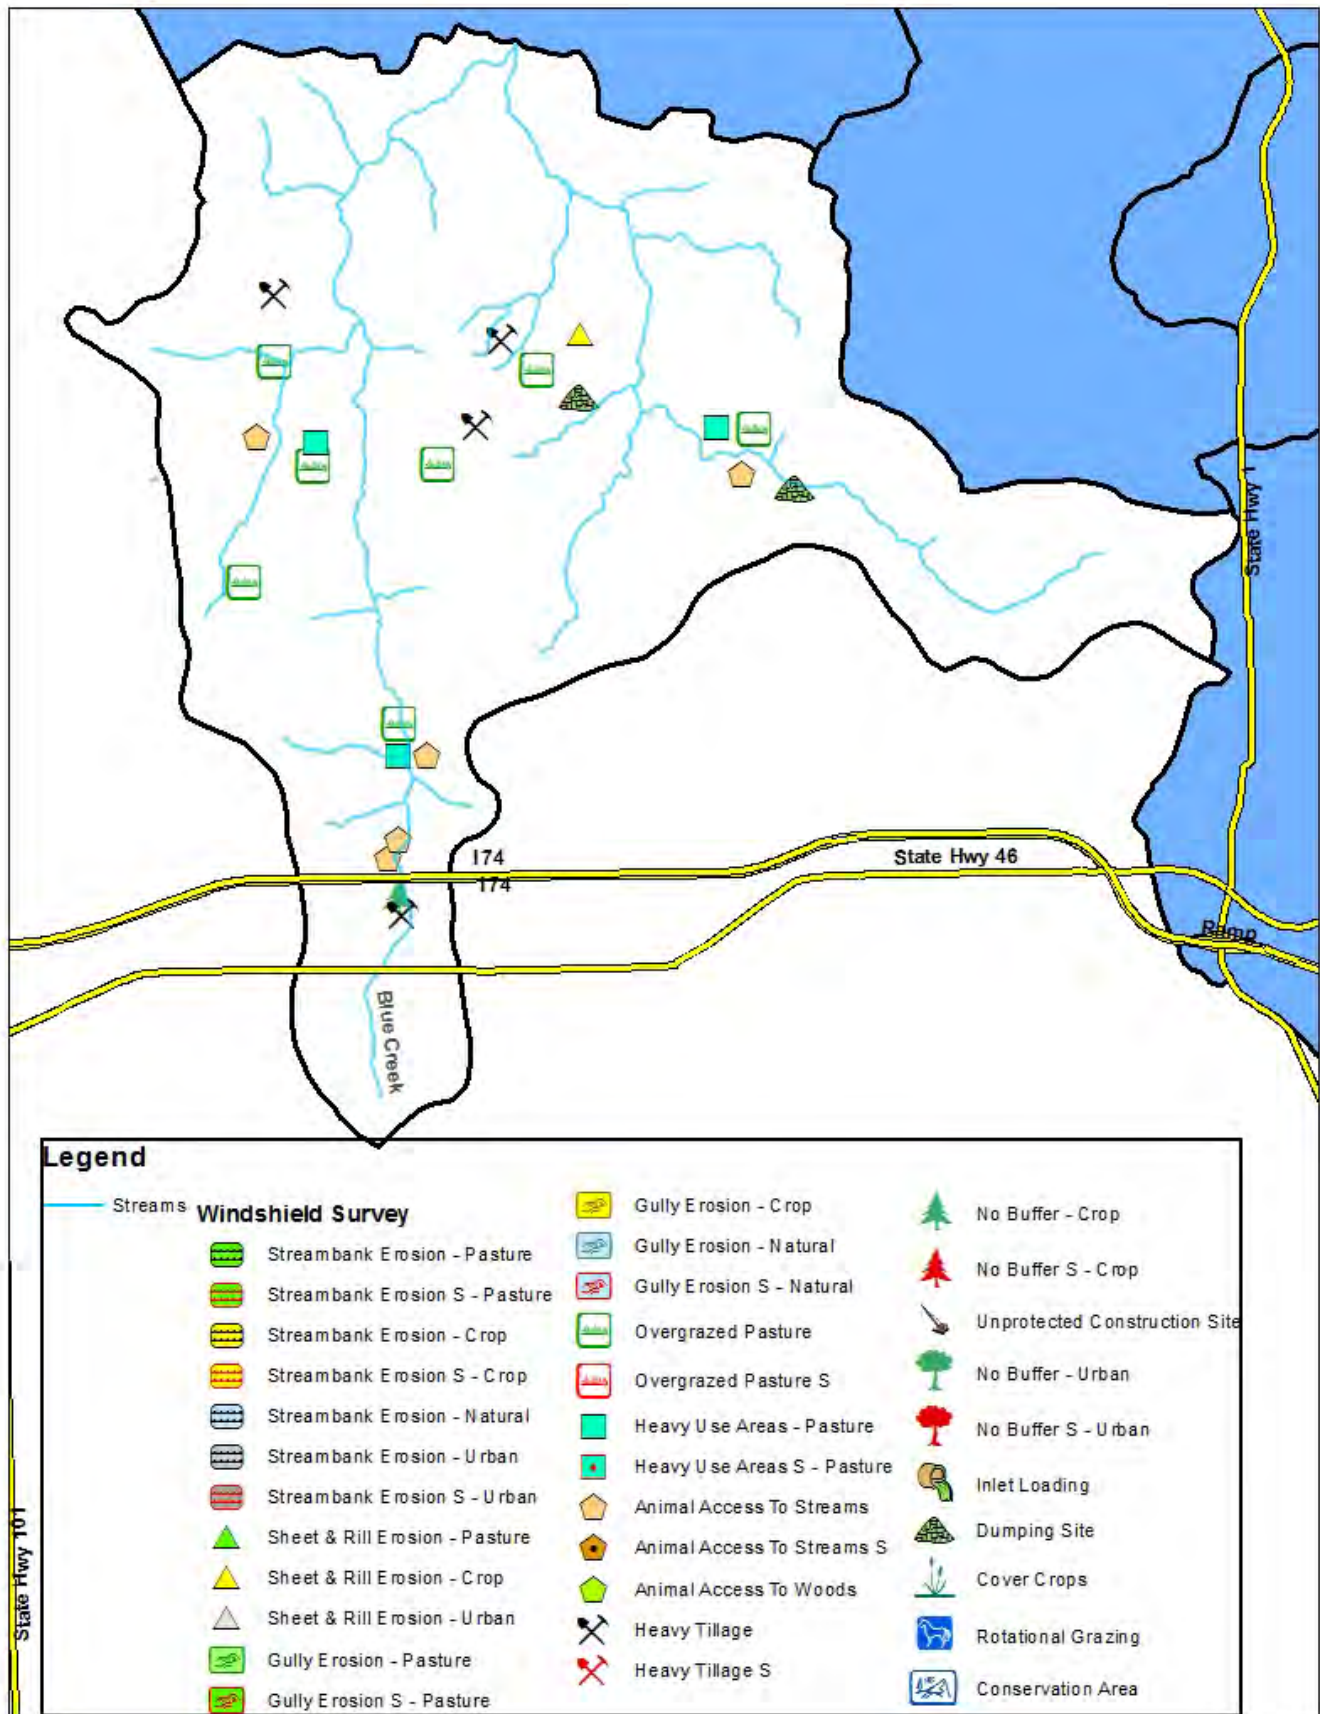 State Hwy 1
I74
State Hwy 46
I74
Ramp
Blue Creek
State Hwy 101
Legend
Streams
Windshield Survey
Streambank Erosion - Pasture
Streambank Erosion S - Pasture
Streambank Erosion - Crop
Streambank Erosion S - Crop
Streambank Erosion - Natural
Streambank Erosion - Urban
Streambank Erosion S - Urban
Sheet & Rill Erosion - Pasture
Sheet & Rill Erosion - Crop
Sheet & Rill Erosion - Urban
Gully Erosion - Pasture
Gully Erosion S - Pasture
Gully Erosion - Crop
Gully Erosion - Natural
Gully Erosion S - Natural
Overgrazed Pasture
Overgrazed Pasture S
Heavy Use Areas - Pasture
Heavy Use Areas S - Pasture
Animal Access To Streams
Animal Access To Streams S
Animal Access To Woods
Heavy Tillage
Heavy Tillage S
No Buffer - Crop
No Buffer S - Crop
Unprotected Construction Site
No Buffer - Urban
No Buffer S - Urban
Inlet Loading
Dumping Site
Cover Crops
Rotational Grazing
Conservation Area